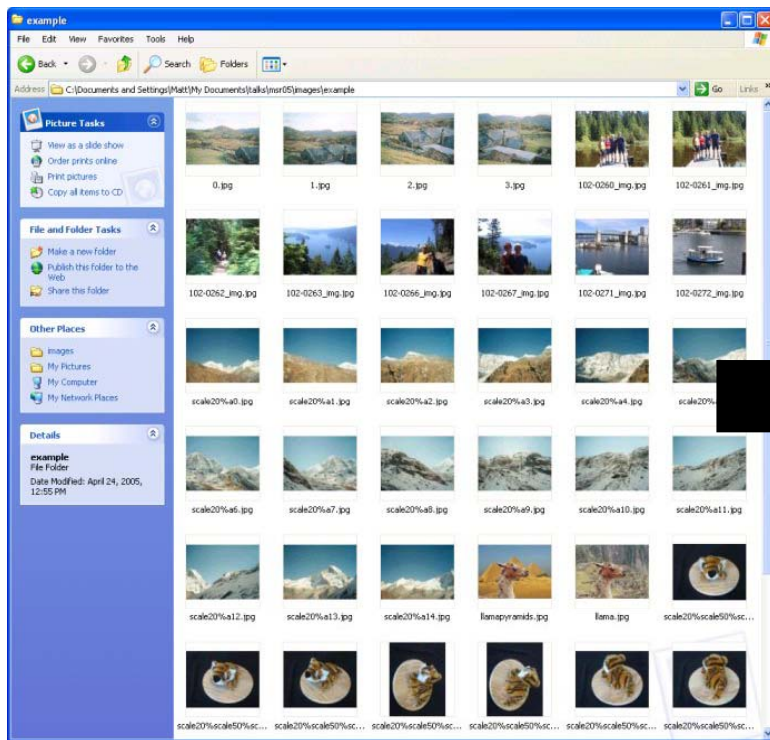 example
File Edit View Favorites Tools Help
Back Search Folders
Address C:\Documents and Settings\Matt\My Documents\talks\msr05\images\example Go Links »
Picture Tasks
View as a slide show
Order prints online
Print pictures
Copy all items to CD
File and Folder Tasks
Make a new folder
Publish this folder to the
Web
Share this folder
Other Places
images
My Pictures
My Computer
My Network Places
Details
example
File Folder
Date Modified: April 24, 2005,
12:55 PM
0.jpg 1.jpg 2.jpg 3.jpg 102-0260_img.jpg 102-0261_img.jpg
102-0262_img.jpg 102-0263_img.jpg 102-0266_img.jpg 102-0267_img.jpg 102-0271_img.jpg 102-0272_img.jpg
scale20%a0.jpg scale20%a1.jpg scale20%a2.jpg scale20%a3.jpg scale20%a4.jpg
scale20%a6.jpg scale20%a7.jpg scale20%a8.jpg scale20%a9.jpg scale20%a10.jpg scale20%a11.jpg
scale20%a12.jpg scale20%a13.jpg scale20%a14.jpg llamapyramids.jpg llama.jpg scale20%scale50%sc...
scale20%scale50%sc... scale20%scale50%sc... scale20%scale50%sc... scale20%scale50%sc... scale20%scale50%sc... scale20%scale50%sc...